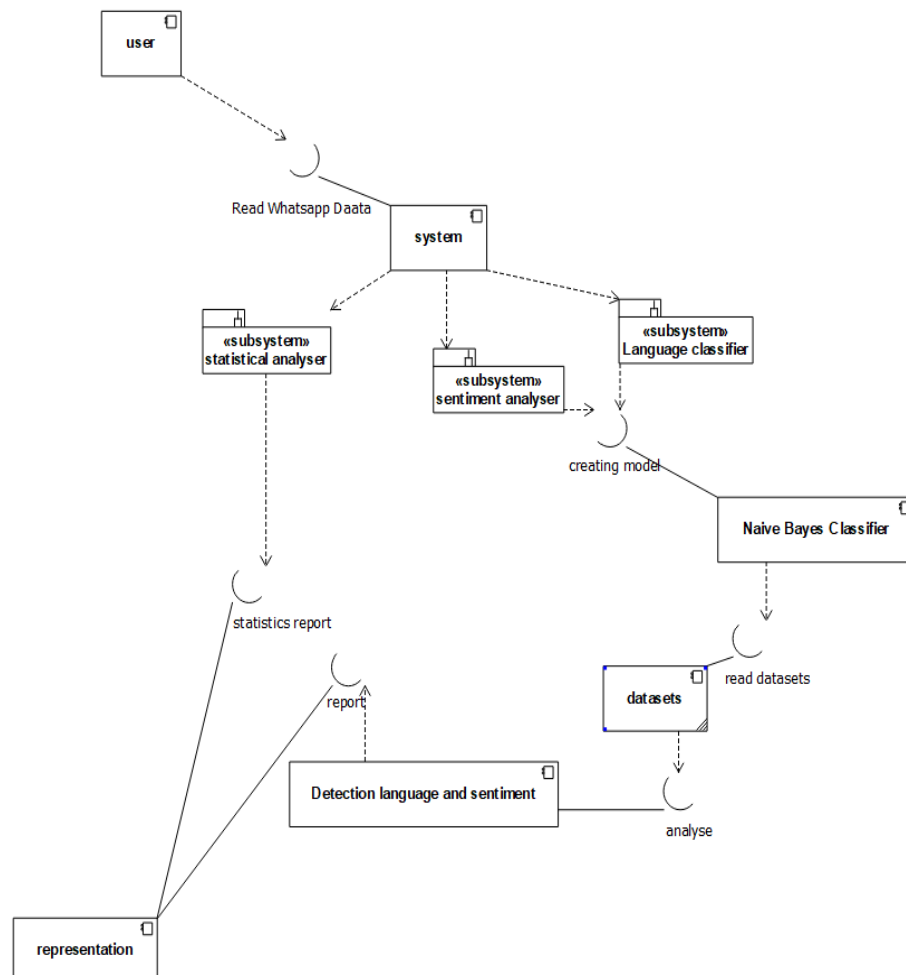 user
Read Whatsapp Daata
system
«subsystem»
statistical analyser
«subsystem»
Language classifier
«subsystem»
sentiment analyser
creating model
Naive Bayes Classifier
statistics report
read datasets
report
datasets
Detection language and sentiment
analyse
representation